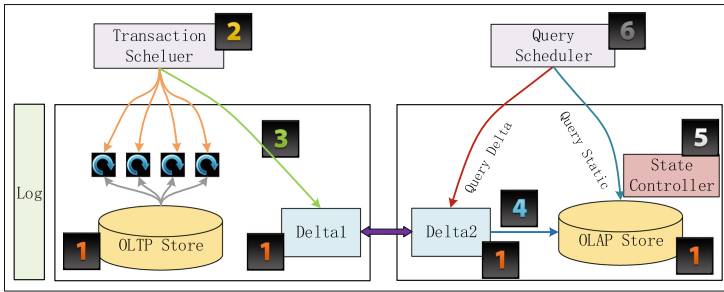 Transaction
Scheluer
2
Query
Scheduler
6
3
Query Delta
Query Static
5
State
Controller
Log
1
OLTP Store
1
Delta1
Delta2
1
4
OLAP Store
1